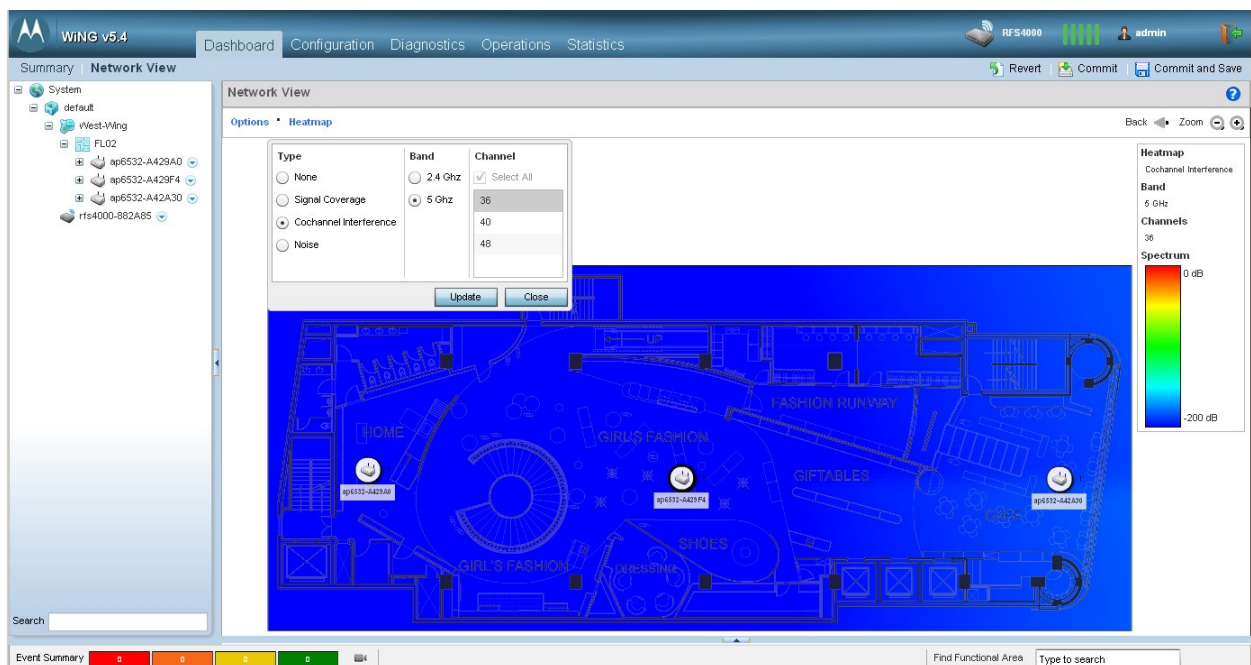 WiNG v5.4
Dashboard Configuration Diagnostics Operations Statistics
RFS4000
admin
Summary Network View
Revert Commit Commit and Save
System
default
West-Wing
FL02
ap6532-A429A0
ap6532-A429F4
ap6532-A42A30
rfs4000-882A85
Search
Network View
Options Heatmap
Back Zoom
Type
None
Signal Coverage
Cochannel Interference
Noise
Band
2.4 Ghz
5 Ghz
Channel
Select All
36
40
48
Update Close
Heatmap
Cochannel Interference
Band
5 GHz
Channels
36
Spectrum
0 dB
-200 dB
UP
FASHION RUNWAY
HOME
GIRL'S FASHION
GIFTABLES
ap6532-A429A0
ap6532-A429F4
ap6532-A42A30
CAFE
SHOES
GIRL'S FASHION
DRESSING
Event Summary 0 0 0 0
Find Functional Area Type to search